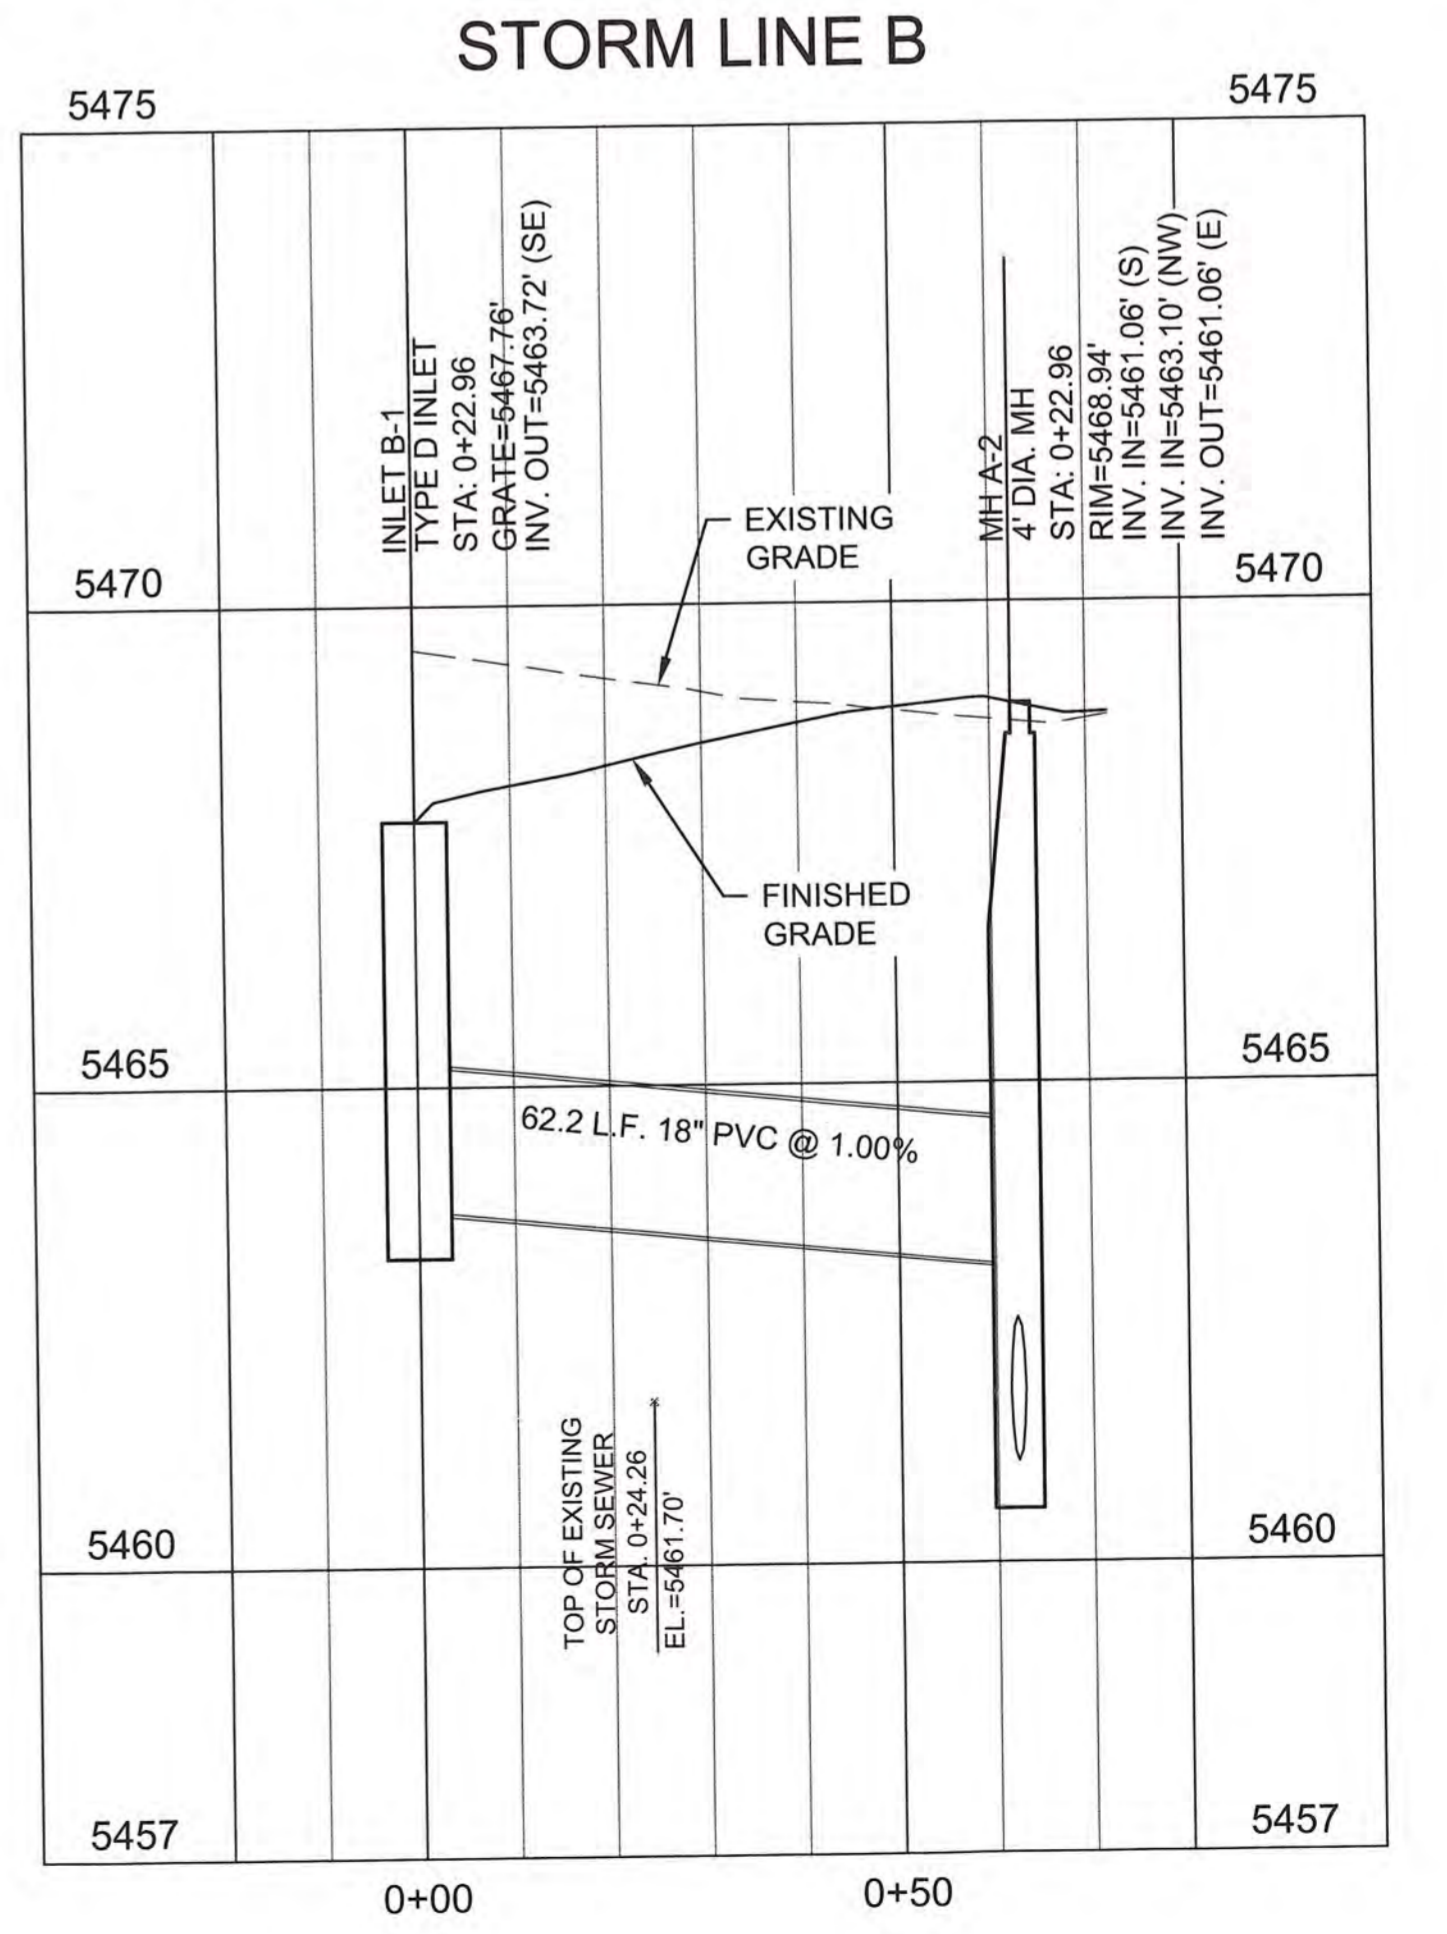 STORM LINE B
5475
5475
INLET B-1
TYPE D INLET
STA: 0+22.96
GRATE=5467.76'
INV. OUT=5463.72' (SE)
MH A-2
4' DIA. MH
STA: 0+22.96
RIM=5468.94'
INV. IN=5461.06' (S)
INV. IN=5463.10' (NW)
INV. OUT=5461.06' (E)
EXISTING
GRADE
5470
5470
FINISHED
GRADE
5465
5465
62.2 L.F. 18" PVC @ 1.00%
TOP OF EXISTING
STORM SEWER
STA. 0+24.26
EL.=5461.70'
5460
5460
5457
5457
0+00
0+50